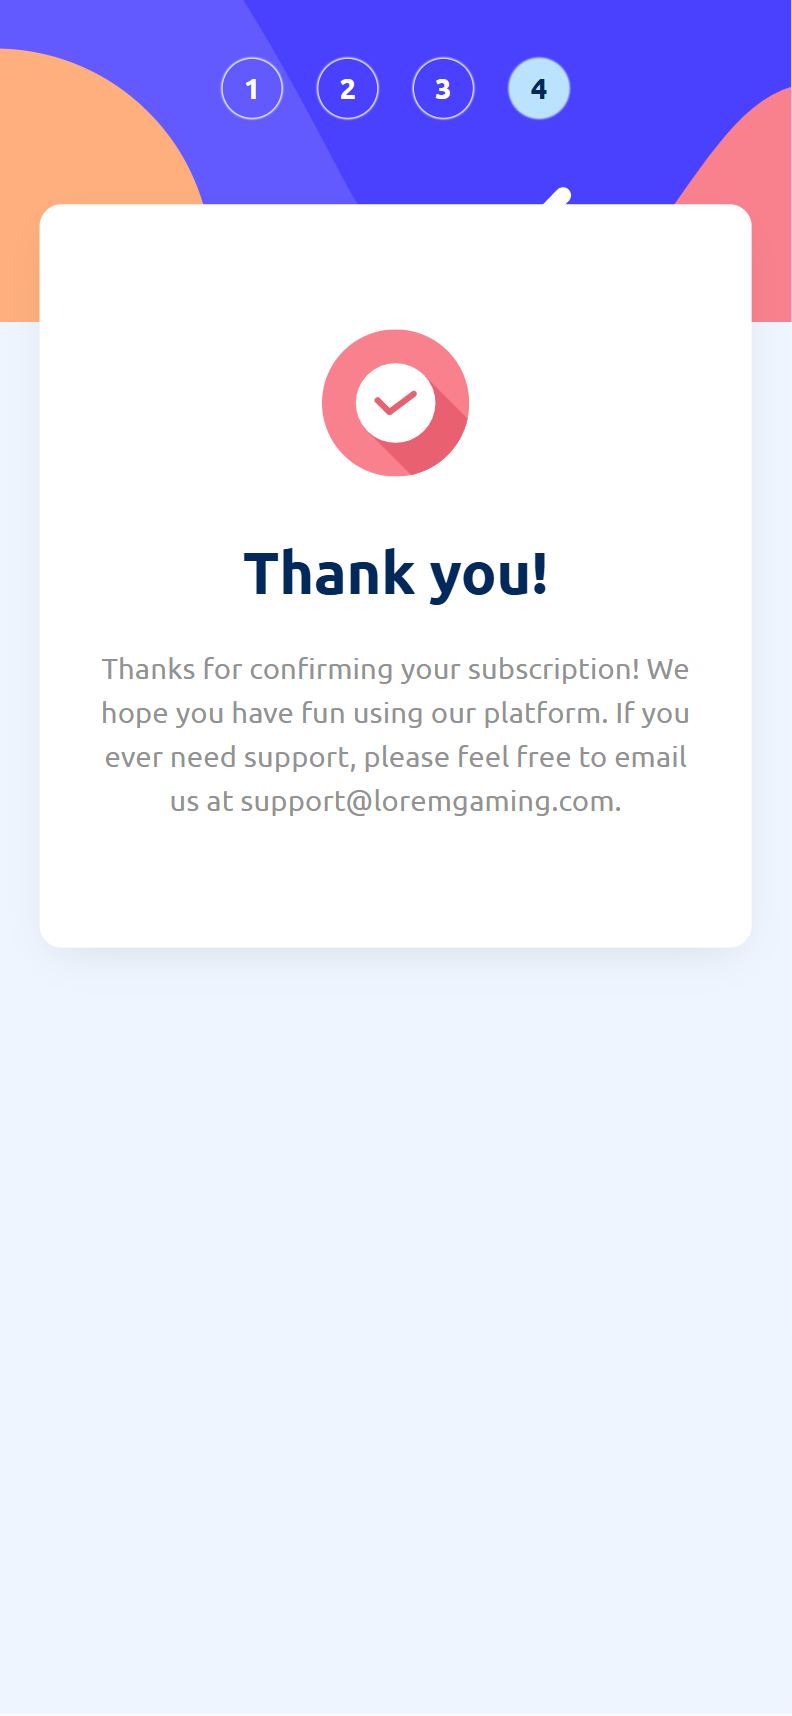 1 2 3 4
Thank you!
Thanks for confirming your subscription! We
hope you have fun using our platform. If you
ever need support, please feel free to email
us at support@loremgaming.com.